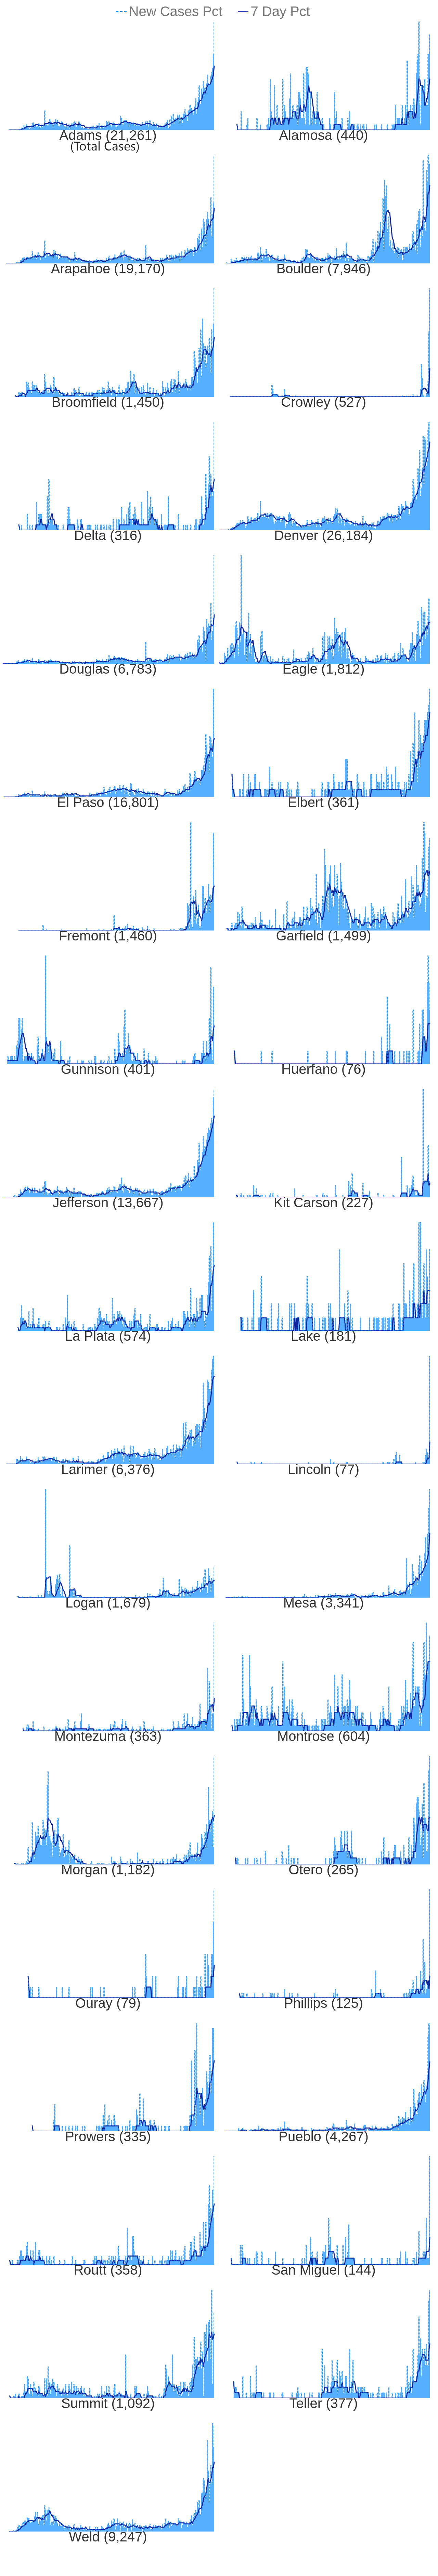 New Cases Pct 7 Day Pct
Adams (21,261) Alamosa (440)
(Total Cases)
Arapahoe (19,170) Boulder (7,946)
Broomfield (1,450) Crowley (527)
Delta (316) Denver (26,184)
Douglas (6,783) Eagle (1,812)
El Paso (16,801) Elbert (361)
Fremont (1,460) Garfield (1,499)
Gunnison (401) Huerfano (76)
Jefferson (13,667) Kit Carson (227)
La Plata (574) Lake (181)
Larimer (6,376) Lincoln (77)
Logan (1,679) Mesa (3,341)
Montezuma (363) Montrose (604)
Morgan (1,182) Otero (265)
Ouray (79) Phillips (125)
Prowers (335) Pueblo (4,267)
Routt (358) San Miguel (144)
Summit (1,092) Teller (377)
Weld (9,247)